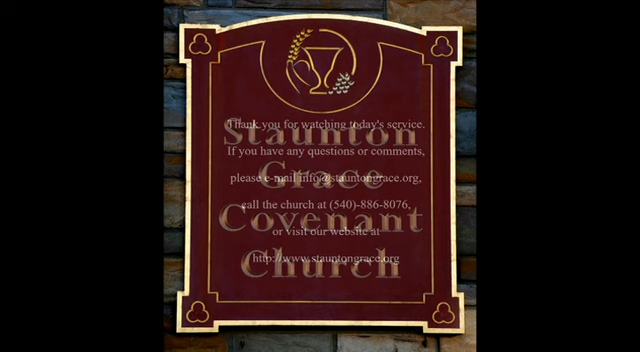 Thank you for watching today's service.
Staunton
If you have any questions or comments,
Grace
please e-mail info@stauntongrace.org,
call the church at (540)-886-8076,
Covenant
or visit our website at
Church
http://www.stauntongrace.org